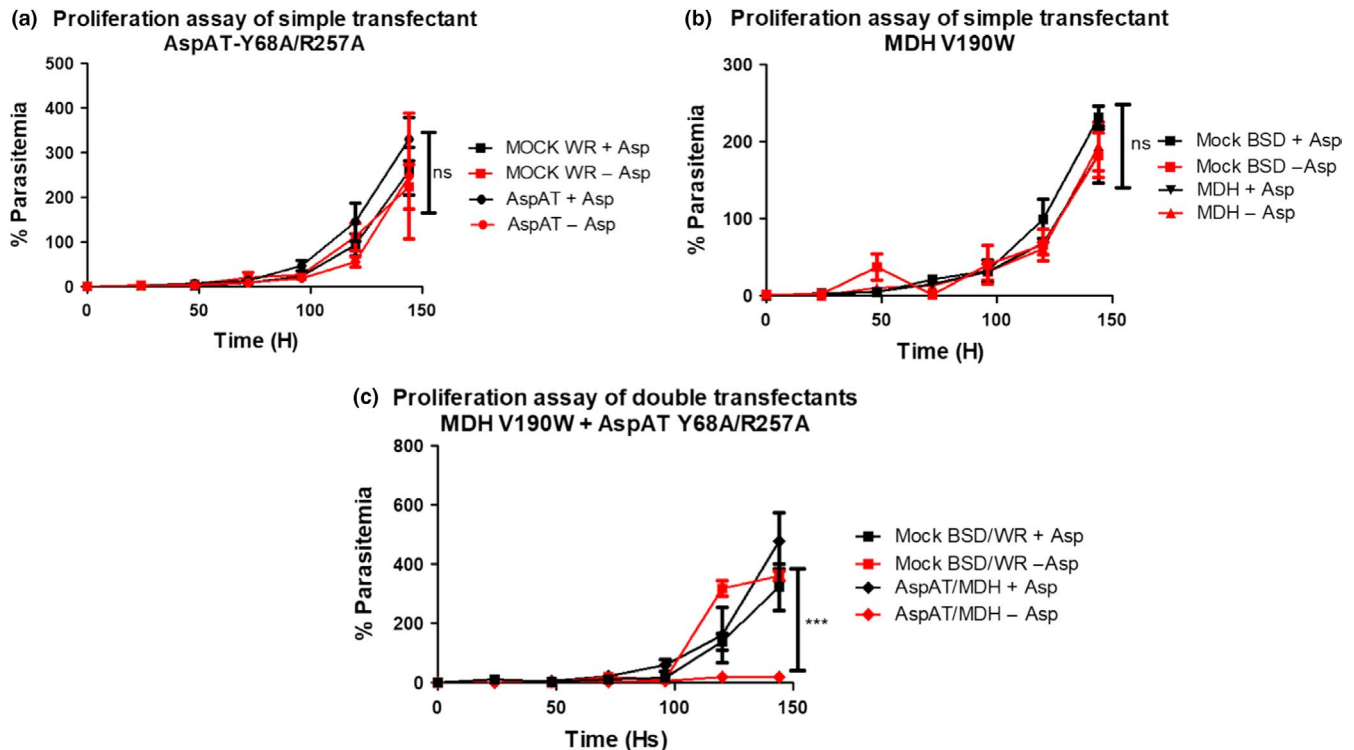 (a) Proliferation assay of simple transfectant
AspAT-Y68A/R257A
500
400
300
200
100
0
% Parasitemia
0 50 100 150
Time (H)
ns
MOCK WR + Asp
MOCK WR – Asp
AspAT + Asp
AspAT – Asp
(b) Proliferation assay of simple transfectant
MDH V190W
300
200
100
0
% Parasitemia
0 50 100 150
Time (H)
ns
Mock BSD + Asp
Mock BSD –Asp
MDH + Asp
MDH – Asp
(c) Proliferation assay of double transfectants
MDH V190W + AspAT Y68A/R257A
800
600
400
200
0
% Parasitemia
0 50 100 150
Time (Hs)
***
Mock BSD/WR + Asp
Mock BSD/WR –Asp
AspAT/MDH + Asp
AspAT/MDH – Asp